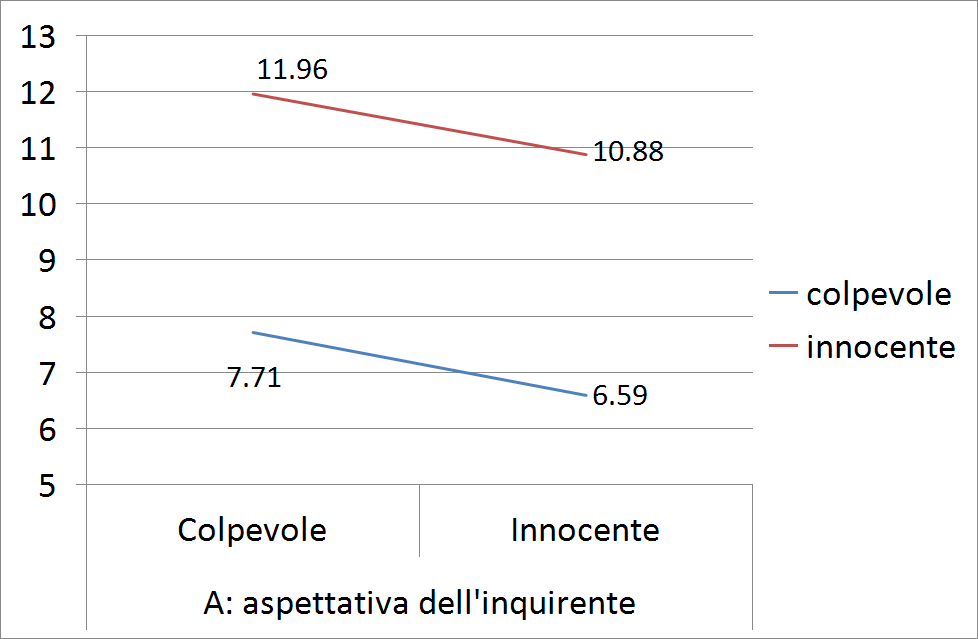 13
12
11
10
9
8
7
6
5
11.96
10.88
7.71
6.59
colpevole
innocente
Colpevole
Innocente
A: aspettativa dell'inquirente